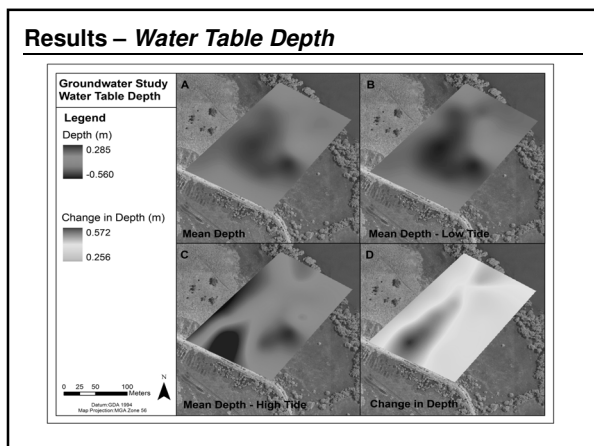 Results – Water Table Depth
Groundwater Study
Water Table Depth
Legend
Depth (m)
0.285
-0.560
Change in Depth (m)
0.572
0.256
N
0 25 50 100
Meters
Datum:GDA 1994
Map Projection:MGA Zone 56
A
Mean Depth
B
Mean Depth - Low Tide
C
Mean Depth - High Tide
D
Change in Depth